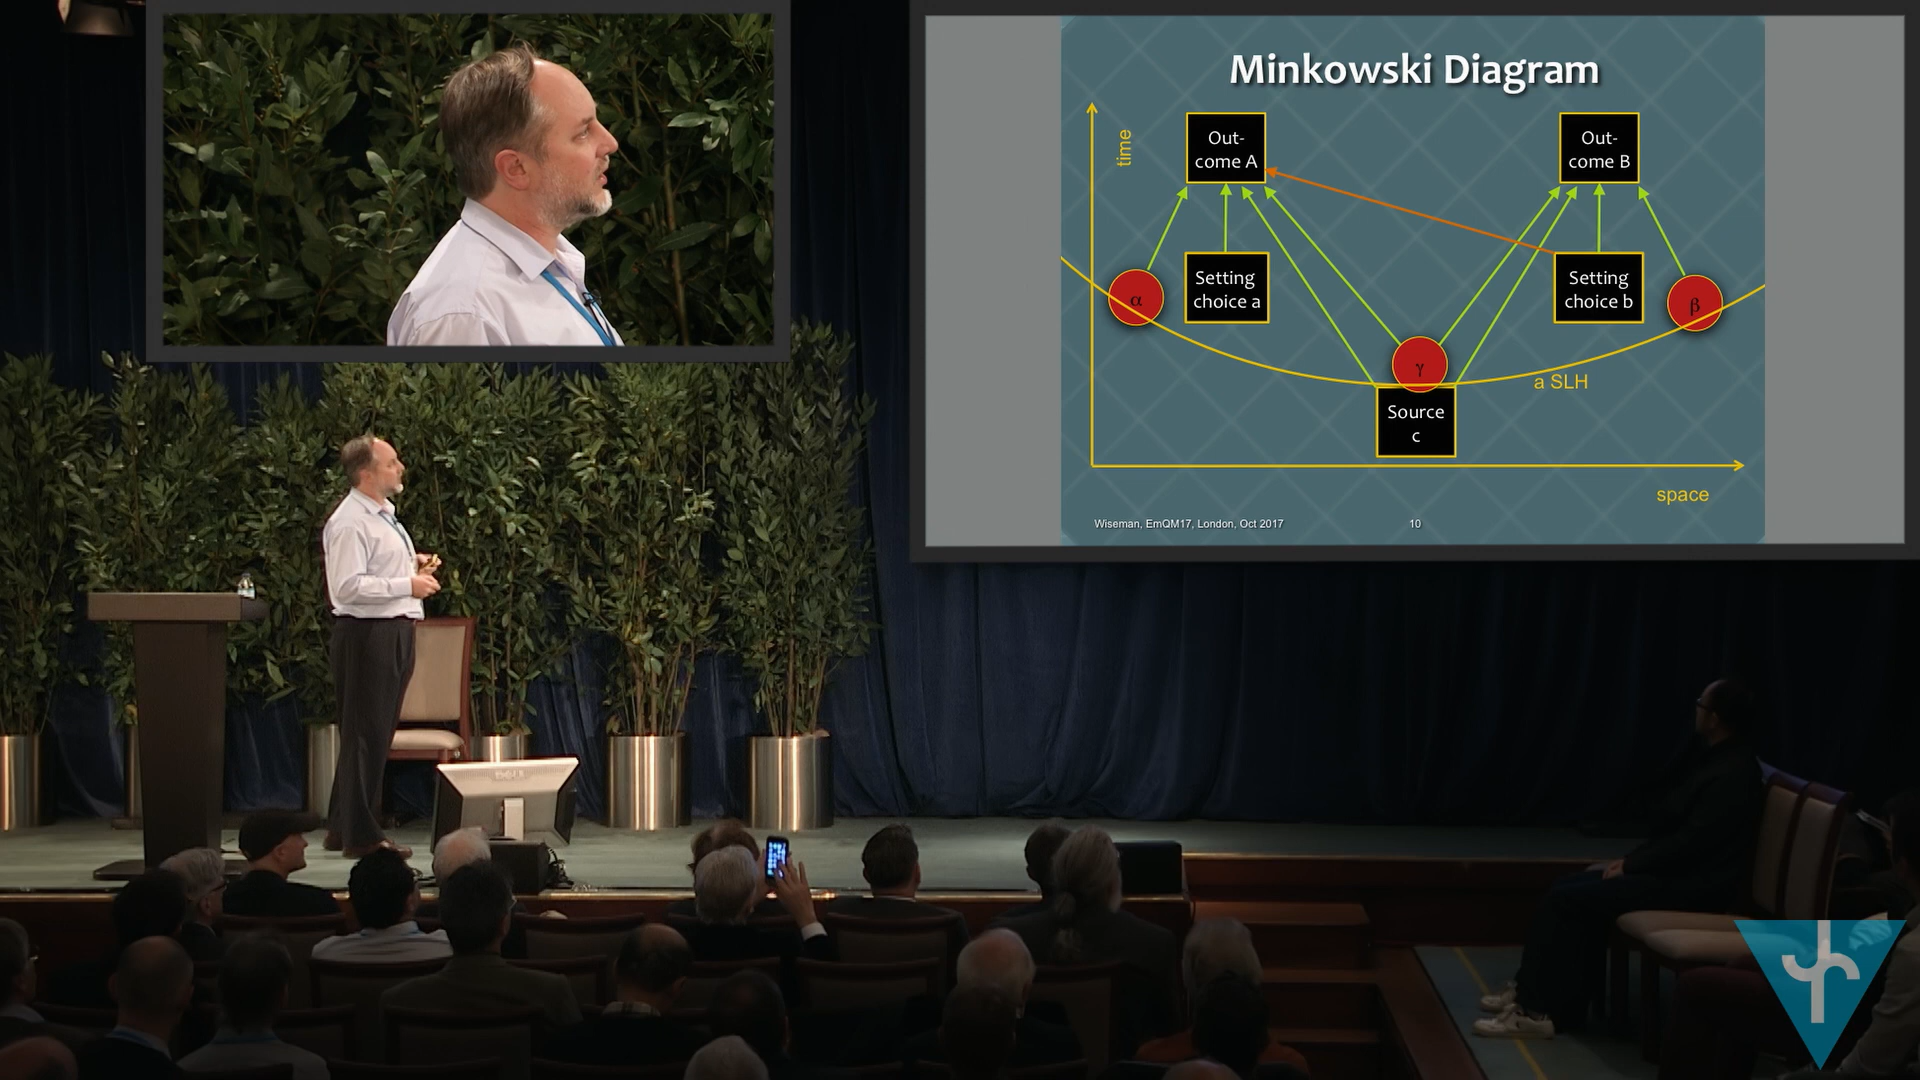 Minkowski Diagram
time
Out-
come A
Out-
come B
Setting
choice a
Setting
choice b
α
β
γ
a SLH
Source
c
space
Wiseman, EmQM17, London, Oct 2017
10
DELL